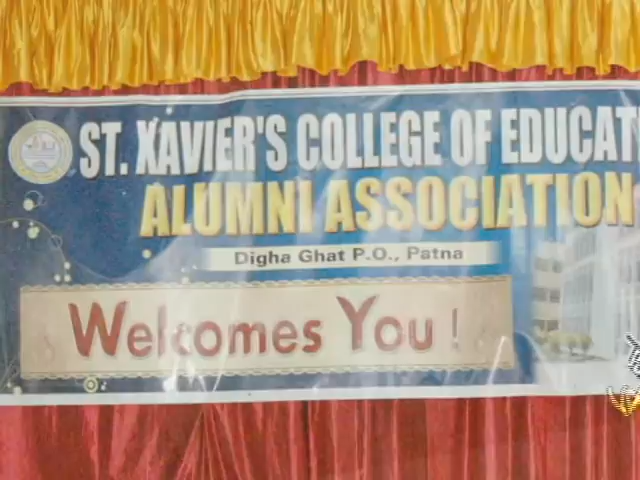 ST. XAVIER'S COLLEGE OF EDUCAT
ALUMNI ASSOCIATION
Digha Ghat P.O., Patna
Welcomes You !